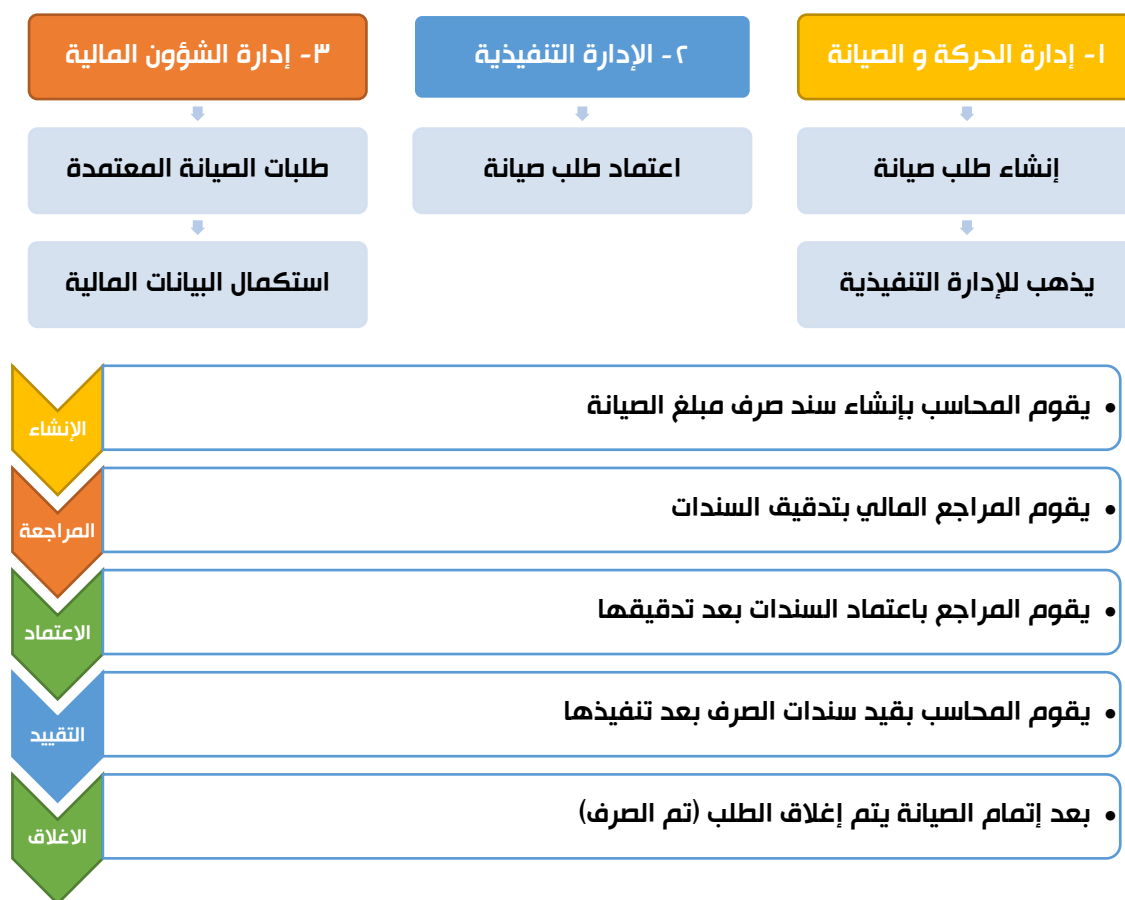 ١- إدارة الحركة و الصيانة
إنشاء طلب صيانة
يذهب للإدارة التنفيذية
٢- الإدارة التنفيذية
اعتماد طلب صيانة
٣- إدارة الشؤون المالية
طلبات الصيانة المعتمدة
استكمال البيانات المالية
الإنشاء
• يقوم المحاسب بإنشاء سند صرف مبلغ الصيانة
المراجعة
• يقوم المراجع المالي بتدقيق السندات
الاعتماد
• يقوم المراجع باعتماد السندات بعد تدقيقها
التقييد
• يقوم المحاسب بقيد سندات الصرف بعد تنفيذها
الاغلاق
• بعد إتمام الصيانة يتم إغلاق الطلب (تم الصرف)